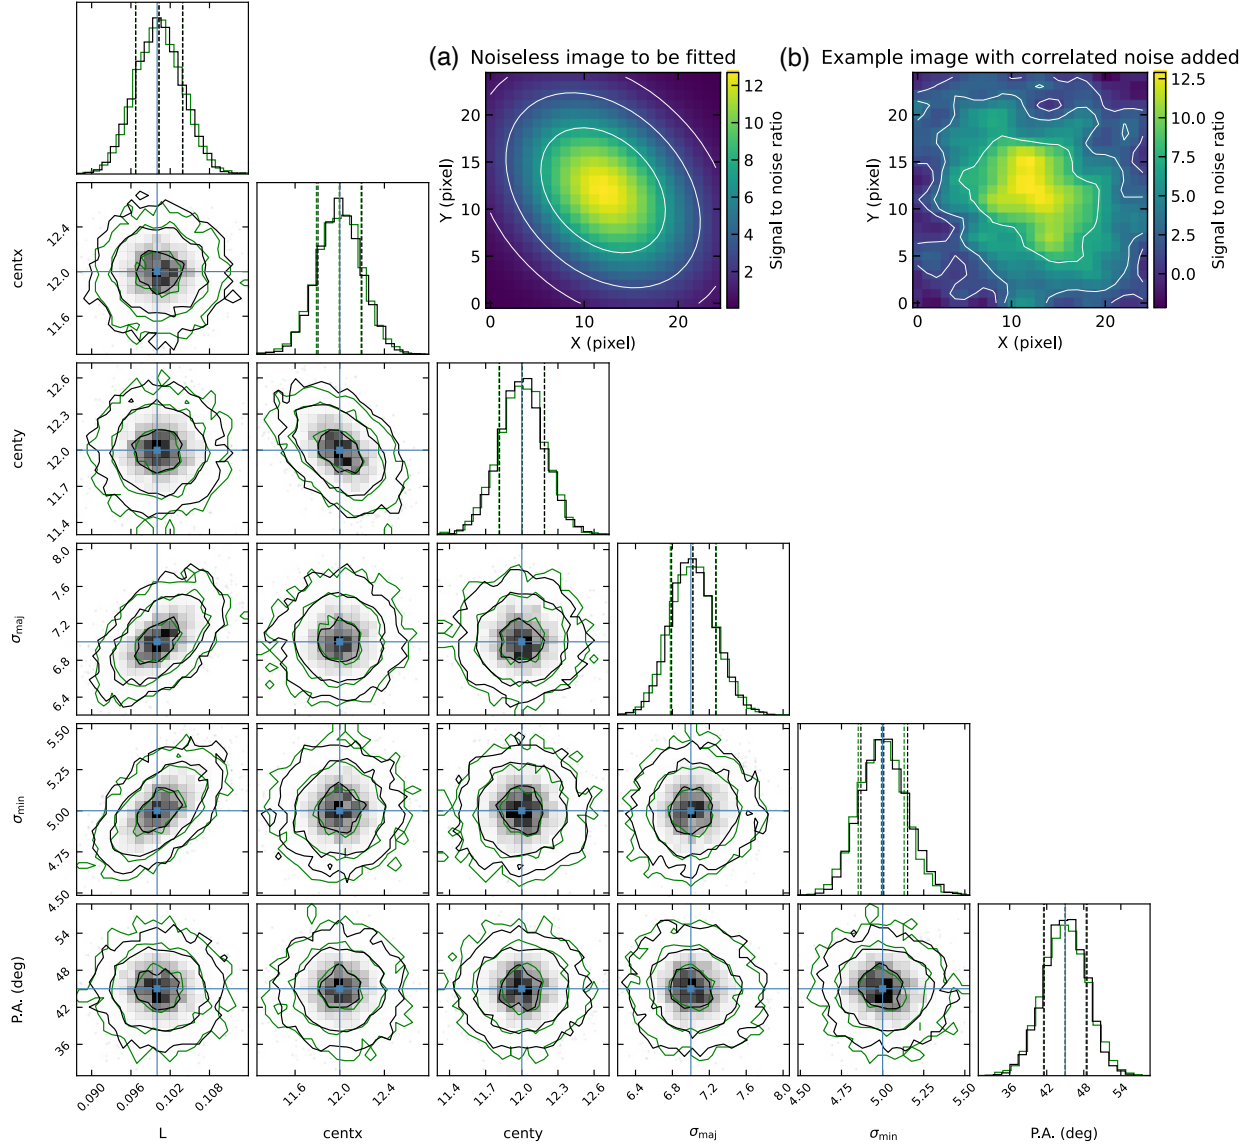 (a) Noiseless image to be fitted
(b) Example image with correlated noise added
20
15
10
5
0
Y (pixel)
0 10 20
X (pixel)
12
10
8
6
4
2
Signal to noise ratio
20
15
10
5
0
Y (pixel)
0 10 20
X (pixel)
12.5
10.0
7.5
5.0
2.5
0.0
Signal to noise ratio
12.4
12.0
11.6
centx
12.6
12.3
12.0
11.7
11.4
centy
8.0
7.6
7.2
6.8
6.4
σmaj
5.50
5.25
5.00
4.75
4.50
σmin
54
48
42
36
P.A. (deg)
0.090 0.096 0.102 0.108
L
11.6 12.0 12.4
centx
11.4 11.7 12.0 12.3 12.6
centy
6.4 6.8 7.2 7.6 8.0
σmaj
4.50 4.75 5.00 5.25 5.50
σmin
36 42 48 54
P.A. (deg)